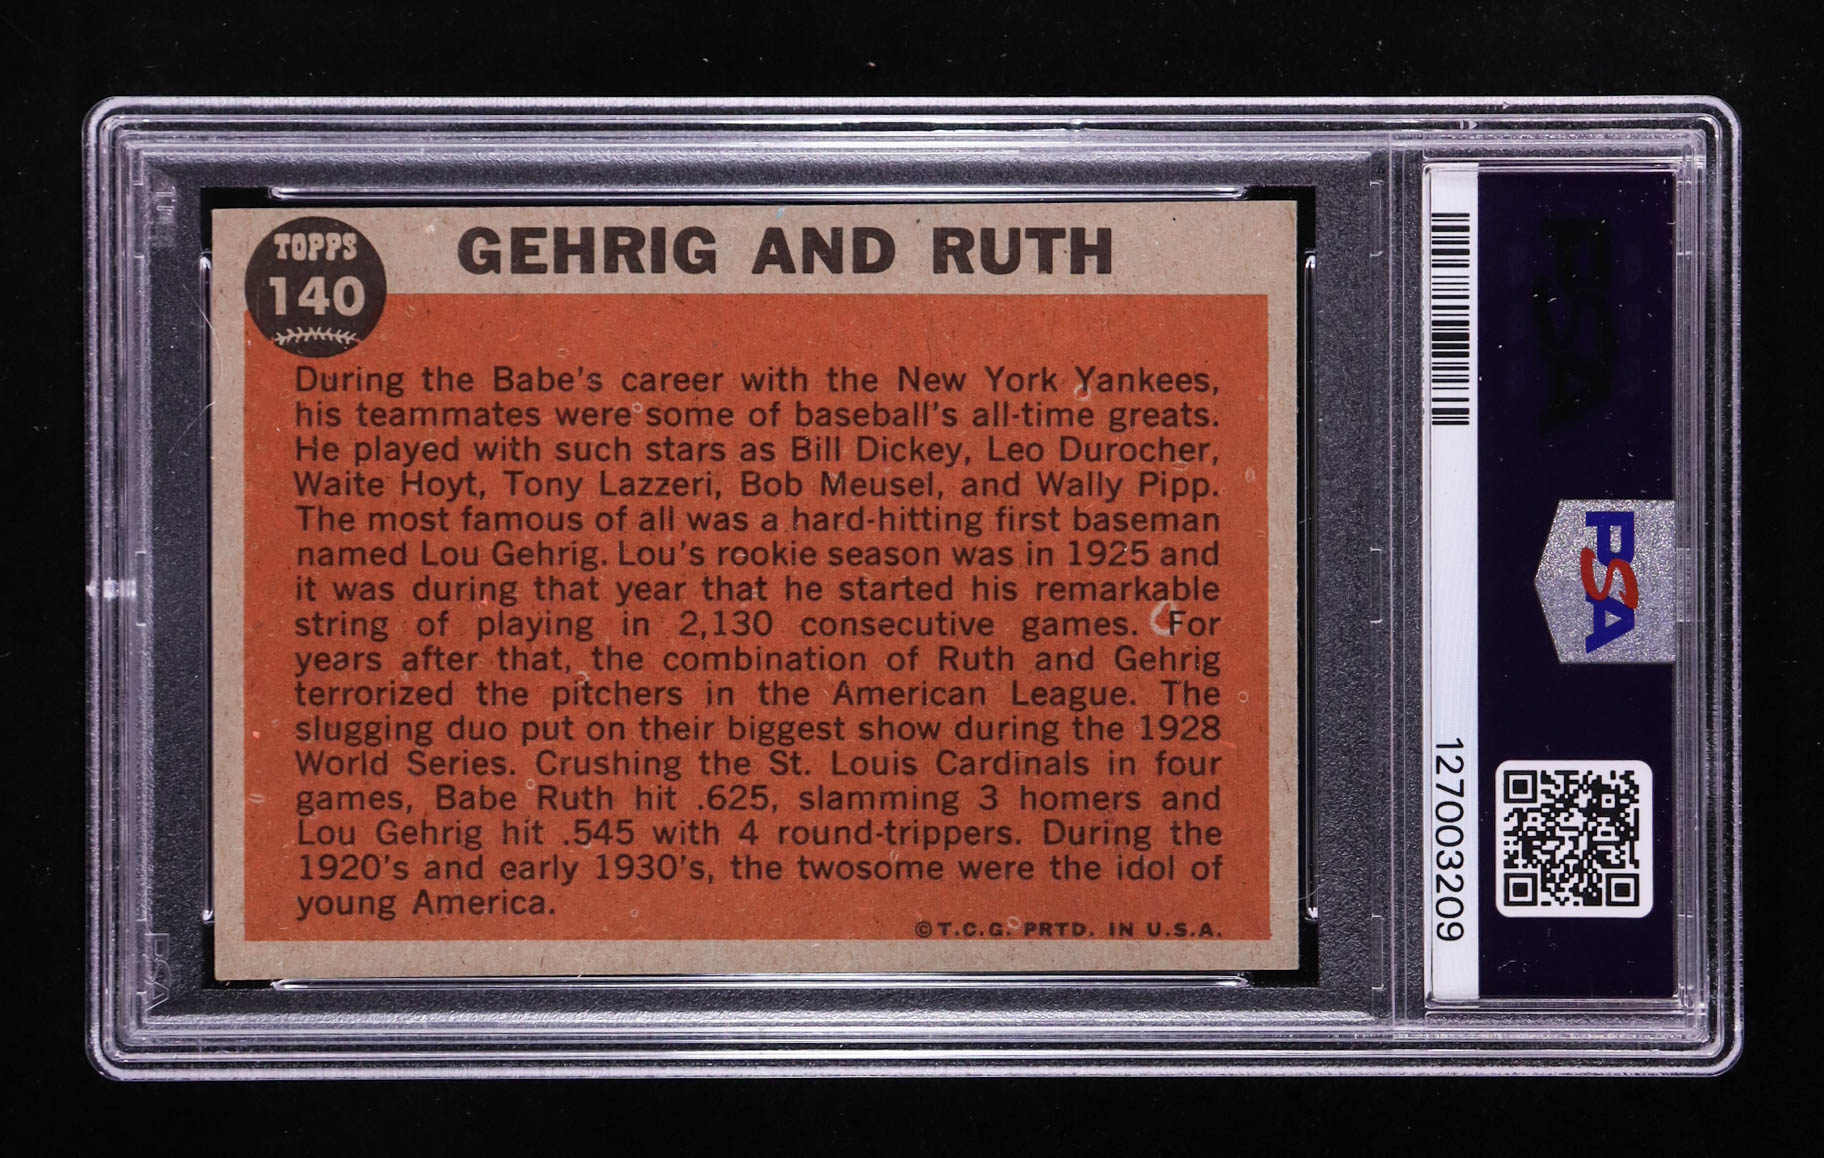 TOPPS
140
GEHRIG AND RUTH
During the Babe's career with the New York Yankees,
his teammates were some of baseball's all-time greats.
He played with such stars as Bill Dickey, Leo Durocher,
Waite Hoyt, Tony Lazzeri, Bob Meusel, and Wally Pipp.
The most famous of all was a hard-hitting first baseman
named Lou Gehrig. Lou's rookie season was in 1925 and
it was during that year that he started his remarkable
string of playing in 2,130 consecutive games. For
years after that, the combination of Ruth and Gehrig
terrorized the pitchers in the American League. The
slugging duo put on their biggest show during the 1928
World Series. Crushing the St. Louis Cardinals in four
games, Babe Ruth hit .625, slamming 3 homers and
Lou Gehrig hit .545 with 4 round-trippers. During the
1920's and early 1930's, the twosome were the idol of
young America.
©T.C.G. PRTD. IN U.S.A.
PSA
PSA
127003209
PSA